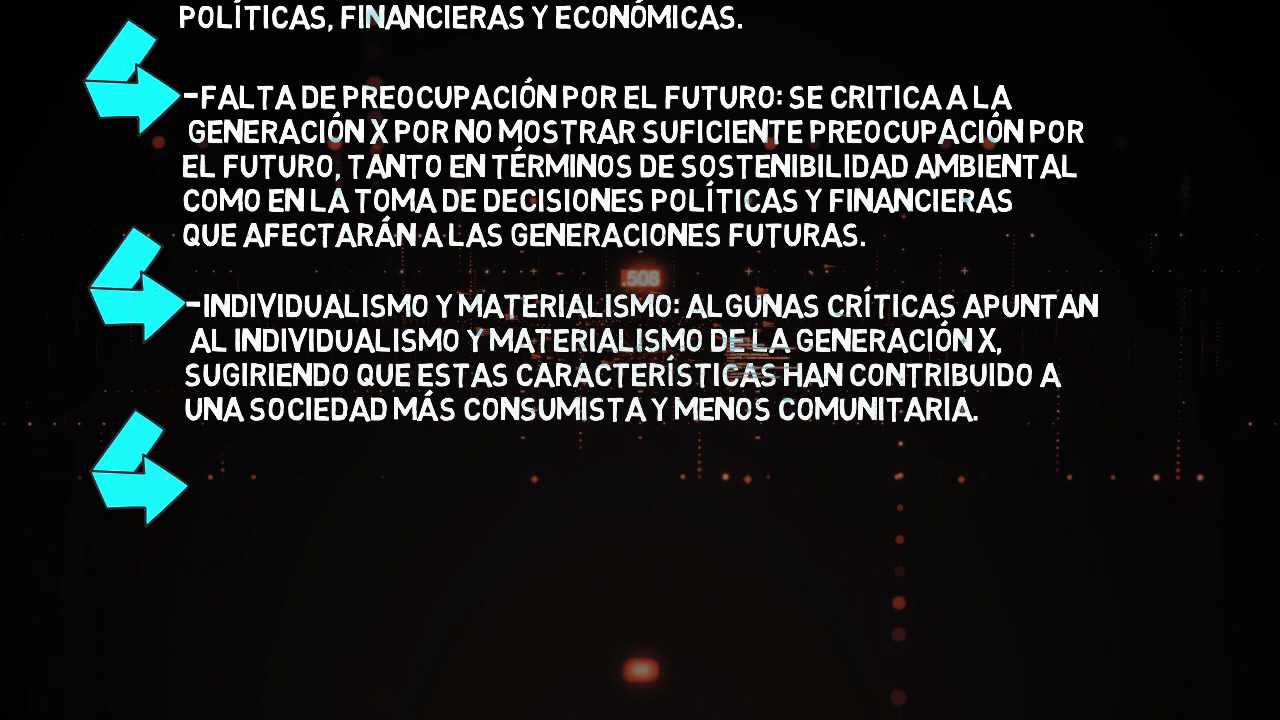 POLÍTICAS, FINANCIERAS Y ECONÓMICAS.
-FALTA DE PREOCUPACIÓN POR EL FUTURO: SE CRITICA A LA
GENERACIÓN X POR NO MOSTRAR SUFICIENTE PREOCUPACIÓN POR
EL FUTURO, TANTO EN TÉRMINOS DE SOSTENIBILIDAD AMBIENTAL
COMO EN LA TOMA DE DECISIONES POLÍTICAS Y FINANCIERAS
QUE AFECTARÁN A LAS GENERACIONES FUTURAS.
.508
-INDIVIDUALISMO Y MATERIALISMO: ALGUNAS CRÍTICAS APUNTAN
AL INDIVIDUALISMO Y MATERIALISMO DE LA GENERACIÓN X,
SUGIRIENDO QUE ESTAS CARACTERÍSTICAS HAN CONTRIBUIDO A
UNA SOCIEDAD MÁS CONSUMISTA Y MENOS COMUNITARIA.